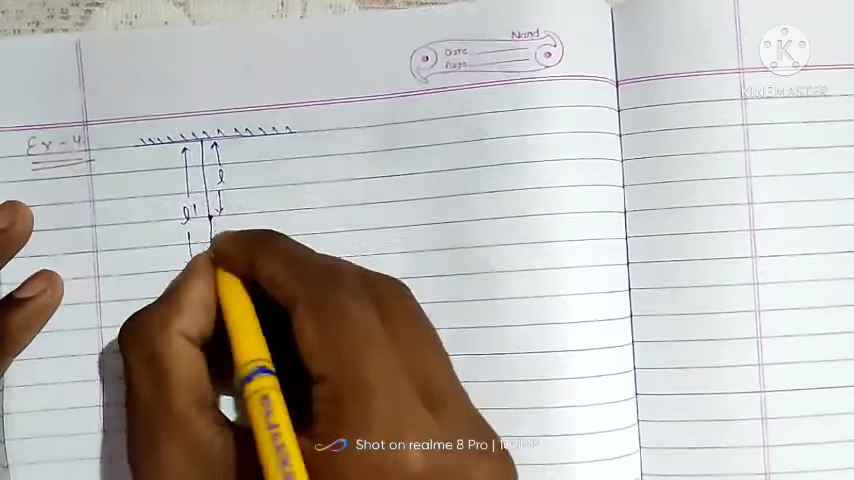 Nand
Date
Page
KINEMASTER
Ex-4
l
l'
Shot on realme 8 Pro |